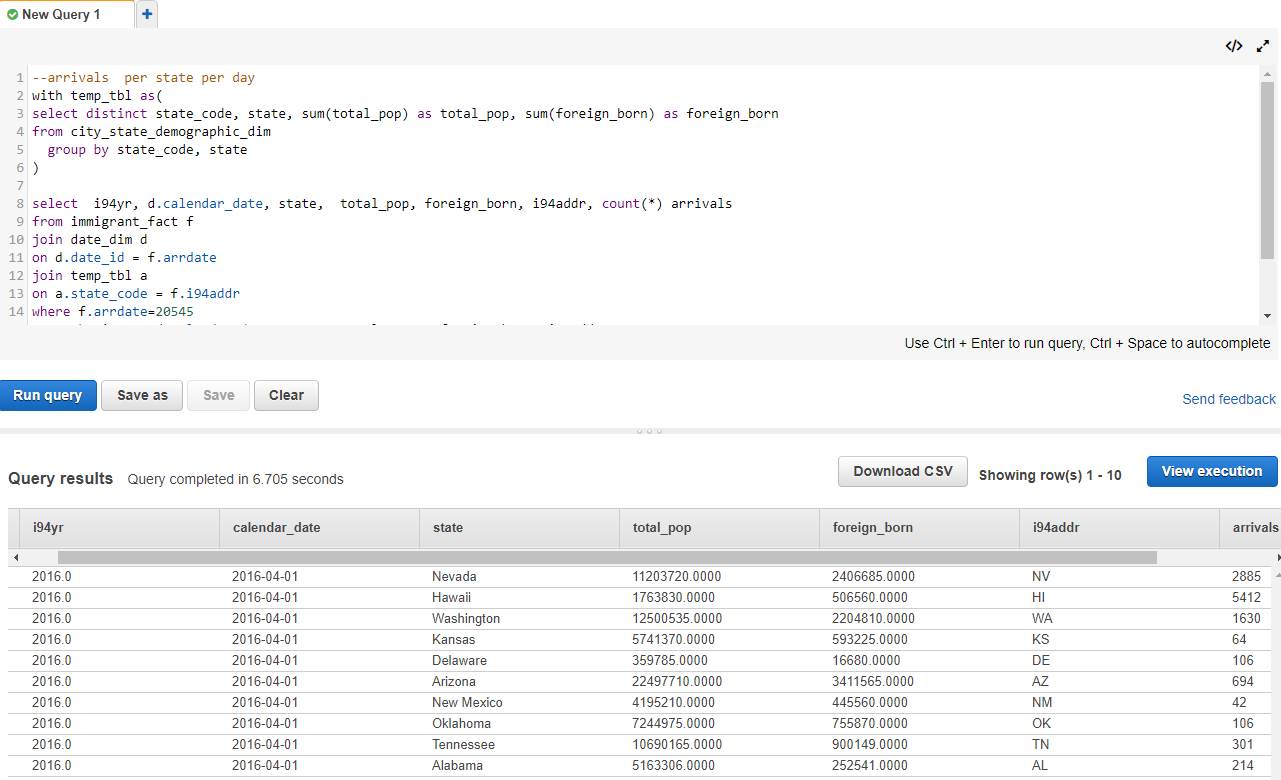 New Query 1
+
</>
1 --arrivals  per state per day
2 with temp_tbl as(
3 select distinct state_code, state, sum(total_pop) as total_pop, sum(foreign_born) as foreign_born
4 from city_state_demographic_dim
5   group by state_code, state
6 )
7
8 select  i94yr, d.calendar_date, state,  total_pop, foreign_born, i94addr, count(*) arrivals
9 from immigrant_fact f
10 join date_dim d
11 on d.date_id = f.arrdate
12 join temp_tbl a
13 on a.state_code = f.i94addr
14 where f.arrdate=20545
Use Ctrl + Enter to run query, Ctrl + Space to autocomplete
Run query Save as Save Clear Send feedback
Query results Query completed in 6.705 seconds Download CSV Showing row(s) 1 - 10 View execution
i94yr calendar_date state total_pop foreign_born i94addr arrivals
2016.0 2016-04-01 Nevada 11203720.0000 2406685.0000 NV 2885
2016.0 2016-04-01 Hawaii 1763830.0000 506560.0000 HI 5412
2016.0 2016-04-01 Washington 12500535.0000 2204810.0000 WA 1630
2016.0 2016-04-01 Kansas 5741370.0000 593225.0000 KS 64
2016.0 2016-04-01 Delaware 359785.0000 16680.0000 DE 106
2016.0 2016-04-01 Arizona 22497710.0000 3411565.0000 AZ 694
2016.0 2016-04-01 New Mexico 4195210.0000 445560.0000 NM 42
2016.0 2016-04-01 Oklahoma 7244975.0000 755870.0000 OK 106
2016.0 2016-04-01 Tennessee 10690165.0000 900149.0000 TN 301
2016.0 2016-04-01 Alabama 5163306.0000 252541.0000 AL 214